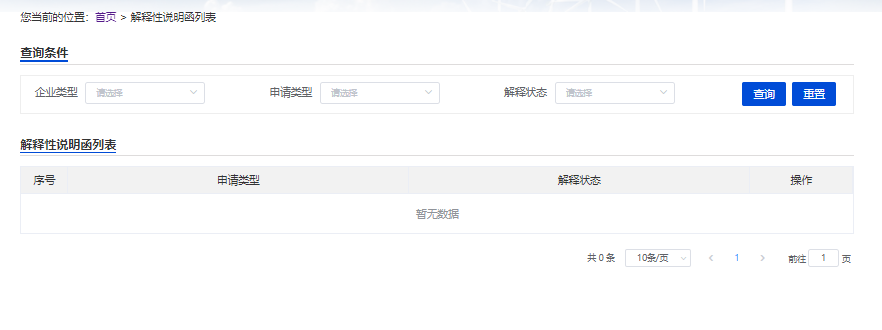 您当前的位置：首页 > 解释性说明函列表
查询条件
企业类型 请选择 申请类型 请选择 解释状态 请选择 查询 重置
解释性说明函列表
序号 申请类型 解释状态 操作
暂无数据
共 0 条 10条/页 1 前往 1 页